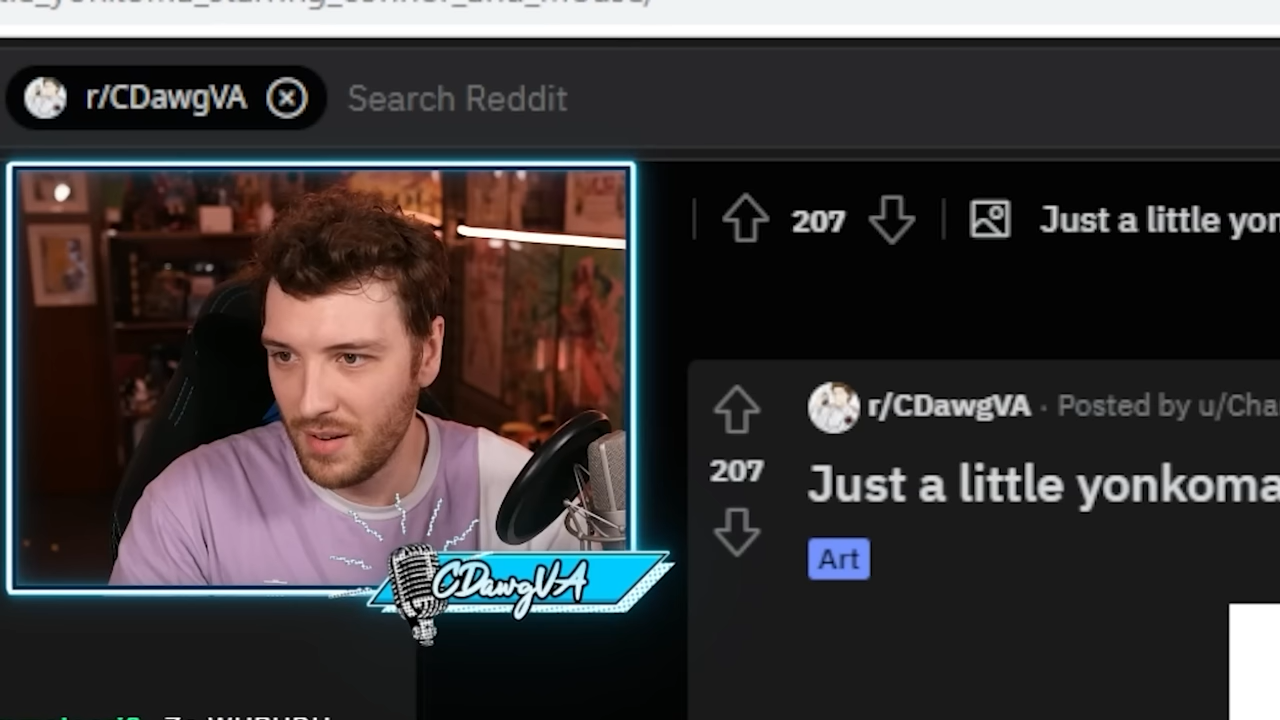 r/CDawgVA Search Reddit
207 Just a little yon
r/CDawgVA · Posted by u/Cha
207
Just a little yonkoma
Art
CDawgVA